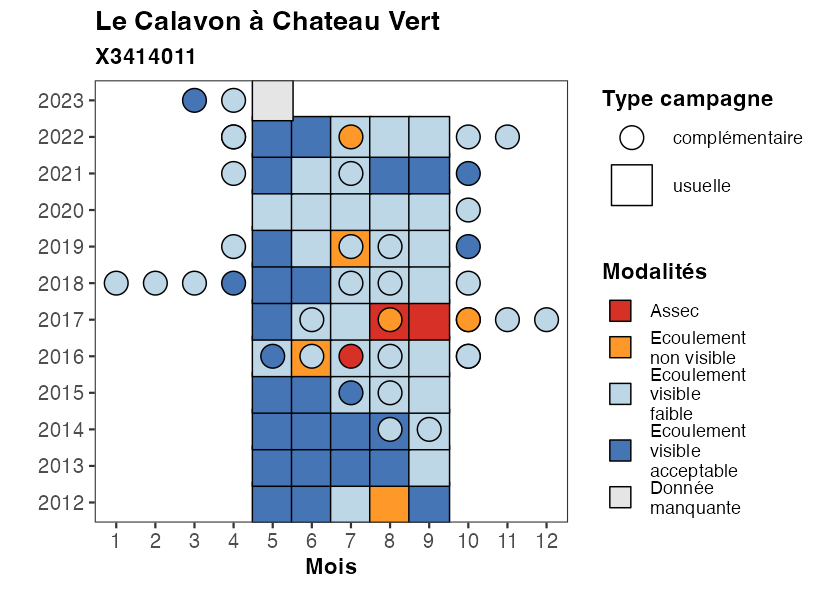 Le Calavon à Chateau Vert
X3414011
2023
2022
2021
2020
2019
2018
2017
2016
2015
2014
2013
2012
1 2 3 4 5 6 7 8 9 10 11 12
Mois
Type campagne
complémentaire
usuelle
Modalités
Assec
Ecoulement
non visible
Ecoulement
visible
faible
Ecoulement
visible
acceptable
Donnée
manquante